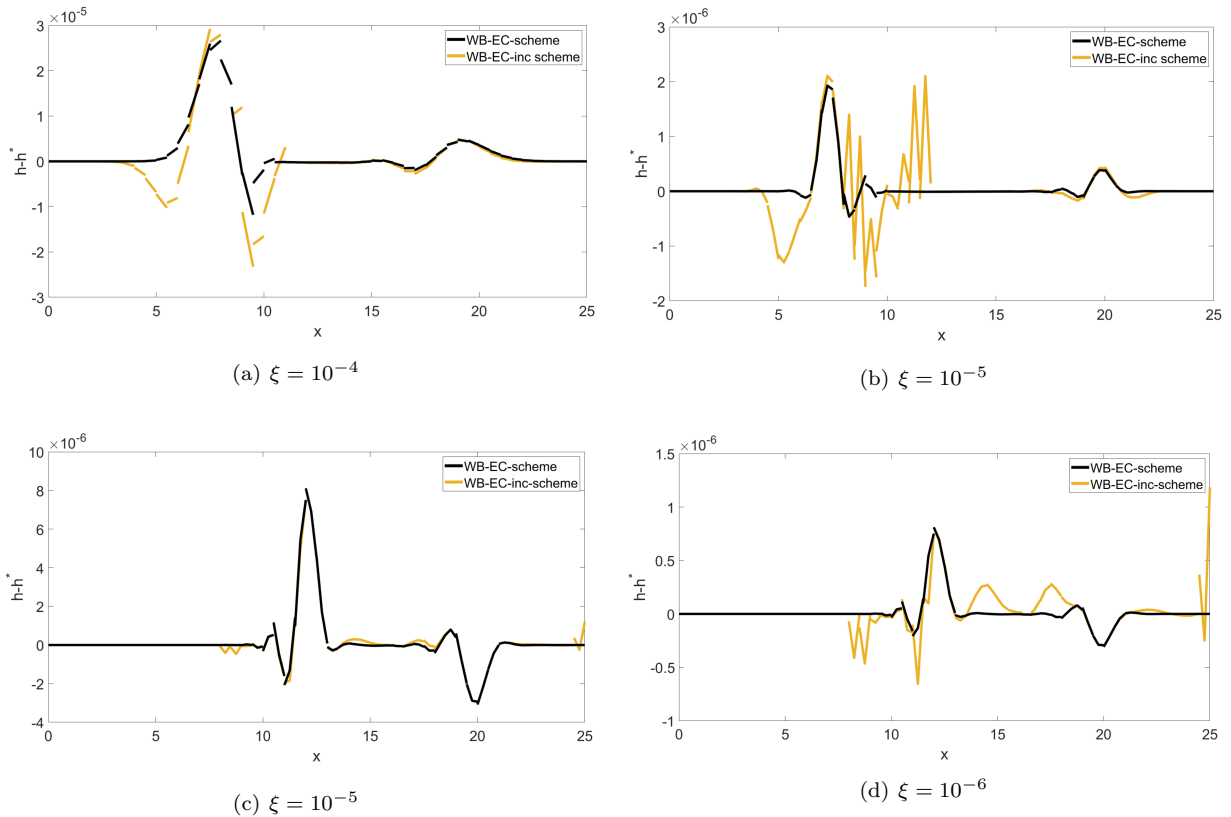 ×10⁻⁵
3
2
1
0
-1
-2
-3
h-h*
0 5 10 15 20 25
x
WB-EC-scheme
WB-EC-inc scheme
(a) ξ = 10⁻⁴
×10⁻⁶
3
2
1
0
-1
-2
h-h*
0 5 10 15 20 25
x
WB-EC-scheme
WB-EC-inc scheme
(b) ξ = 10⁻⁵
×10⁻⁶
10
8
6
4
2
0
-2
-4
h-h*
0 5 10 15 20 25
x
WB-EC-scheme
WB-EC-inc-scheme
(c) ξ = 10⁻⁵
×10⁻⁶
1.5
1
0.5
0
-0.5
-1
h-h*
0 5 10 15 20 25
x
WB-EC-scheme
WB-EC-inc-scheme
(d) ξ = 10⁻⁶